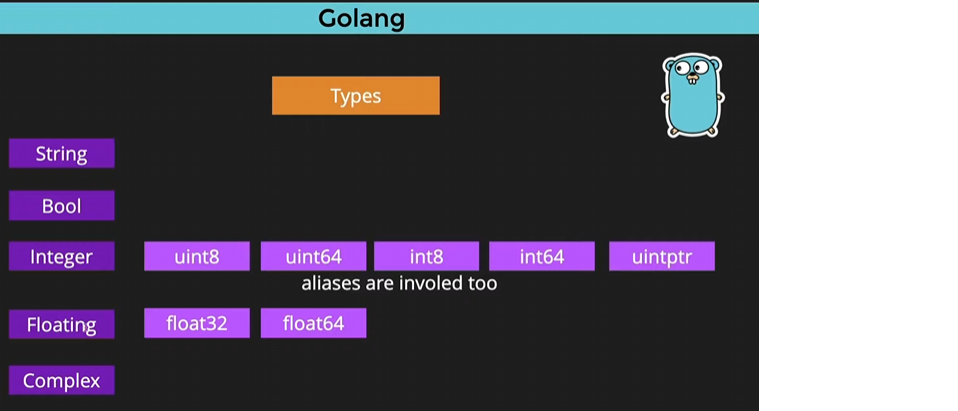 Golang
Types
String
Bool
Integer uint8 uint64 int8 int64 uintptr
aliases are involed too
Floating float32 float64
Complex